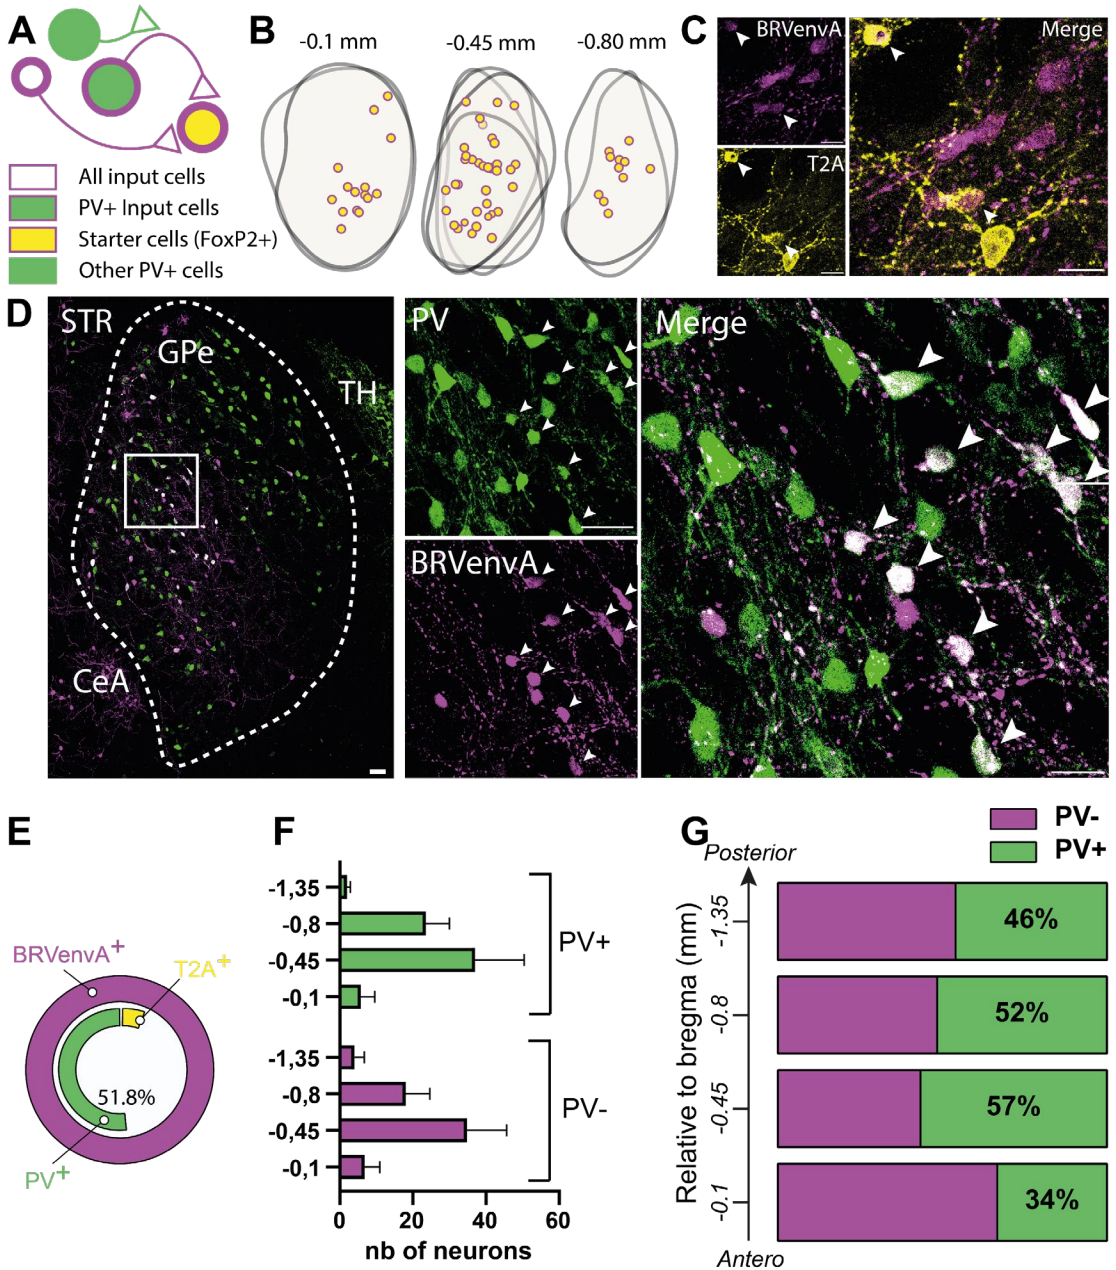 A
All input cells
PV+ Input cells
Starter cells (FoxP2+)
Other PV+ cells
B
-0.1 mm
-0.45 mm
-0.80 mm
C
BRVenvA
T2A
Merge
D
STR
GPe
TH
CeA
PV
BRVenvA
Merge
E
BRVenvA+
T2A+
51.8%
PV+
F
-1,35
-0,8
-0,45
-0,1
PV+
-1,35
-0,8
-0,45
-0,1
PV-
0 20 40 60
nb of neurons
G
PV-
PV+
Posterior
Relative to bregma (mm)
-1.35
46%
-0.8
52%
-0.45
57%
-0.1
34%
Antero